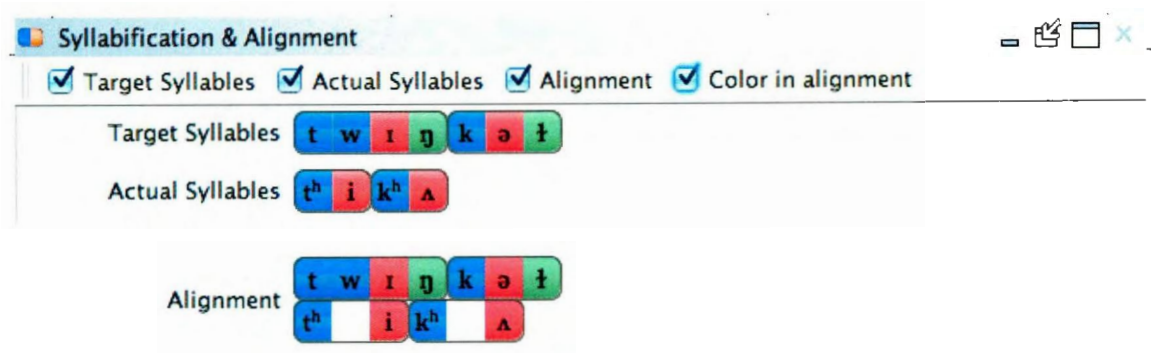 Syllabification & Alignment
Target Syllables Actual Syllables Alignment Color in alignment
Target Syllables t w ɪ ŋ k ə ɫ
Actual Syllables tʰ i kʰ ʌ
t w ɪ ŋ k ə ɫ
Alignment
tʰ i kʰ ʌ